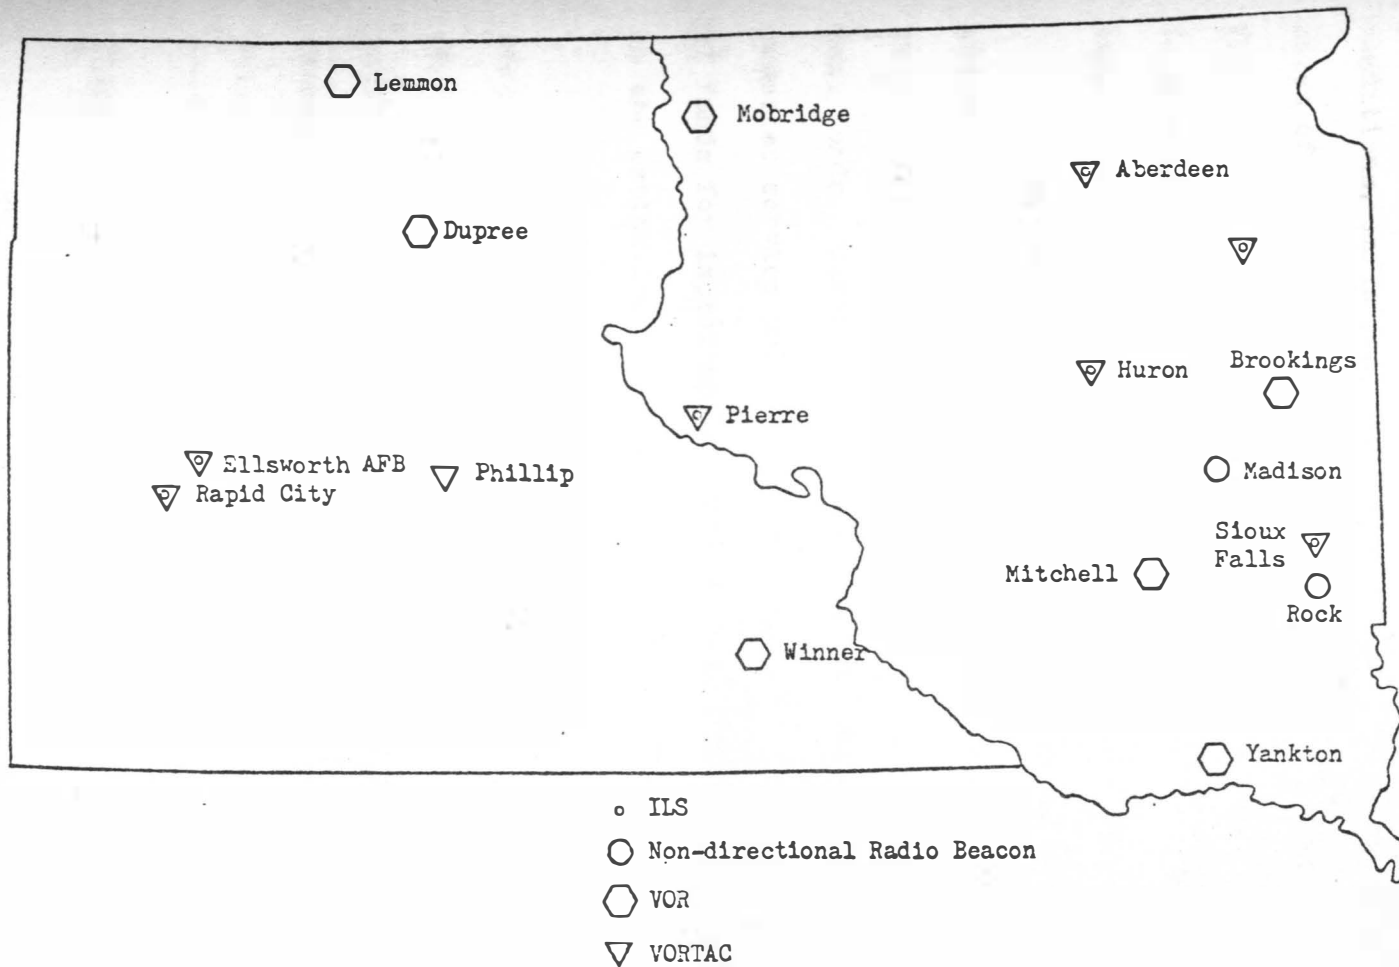 Lemmon
Mobridge
Aberdeen
Dupree
Brookings
Huron
Pierre
Ellsworth AFB
Phillip
Madison
Rapid City
Sioux
Falls
Mitchell
Rock
Winner
Yankton
ILS
Non-directional Radio Beacon
VOR
VORTAC